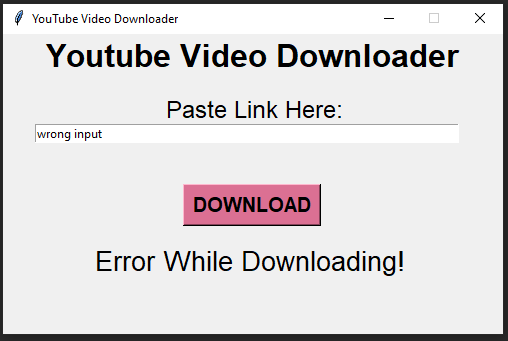 YouTube Video Downloader
Youtube Video Downloader
Paste Link Here:
wrong input
DOWNLOAD
Error While Downloading!